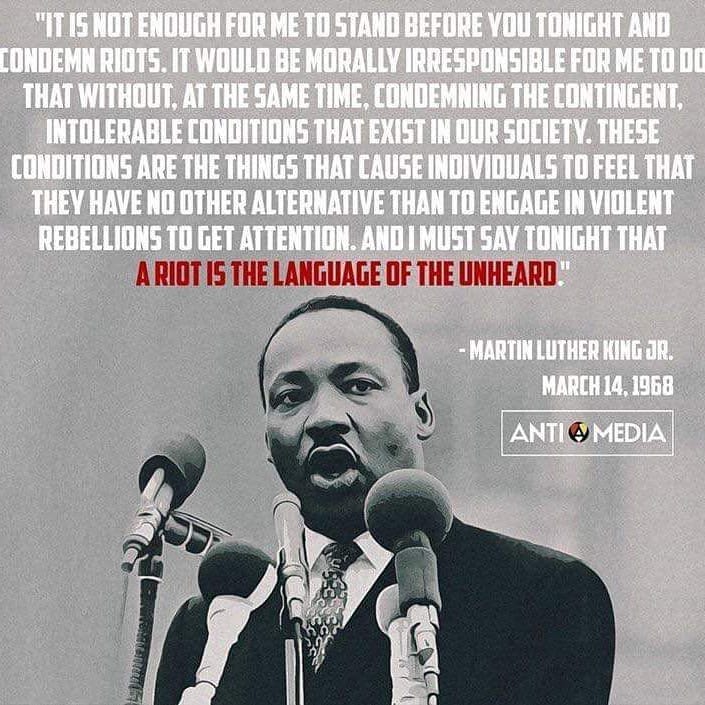 "IT IS NOT ENOUGH FOR ME TO STAND BEFORE YOU TONIGHT AND
CONDEMN RIOTS. IT WOULD BE MORALLY IRRESPONSIBLE FOR ME TO DO
THAT WITHOUT, AT THE SAME TIME, CONDEMNING THE CONTINGENT,
INTOLERABLE CONDITIONS THAT EXIST IN OUR SOCIETY. THESE
CONDITIONS ARE THE THINGS THAT CAUSE INDIVIDUALS TO FEEL THAT
THEY HAVE NO OTHER ALTERNATIVE THAN TO ENGAGE IN VIOLENT
REBELLIONS TO GET ATTENTION. AND I MUST SAY TONIGHT THAT
A RIOT IS THE LANGUAGE OF THE UNHEARD."
- MARTIN LUTHER KING JR.
MARCH 14, 1968
ANTI MEDIA